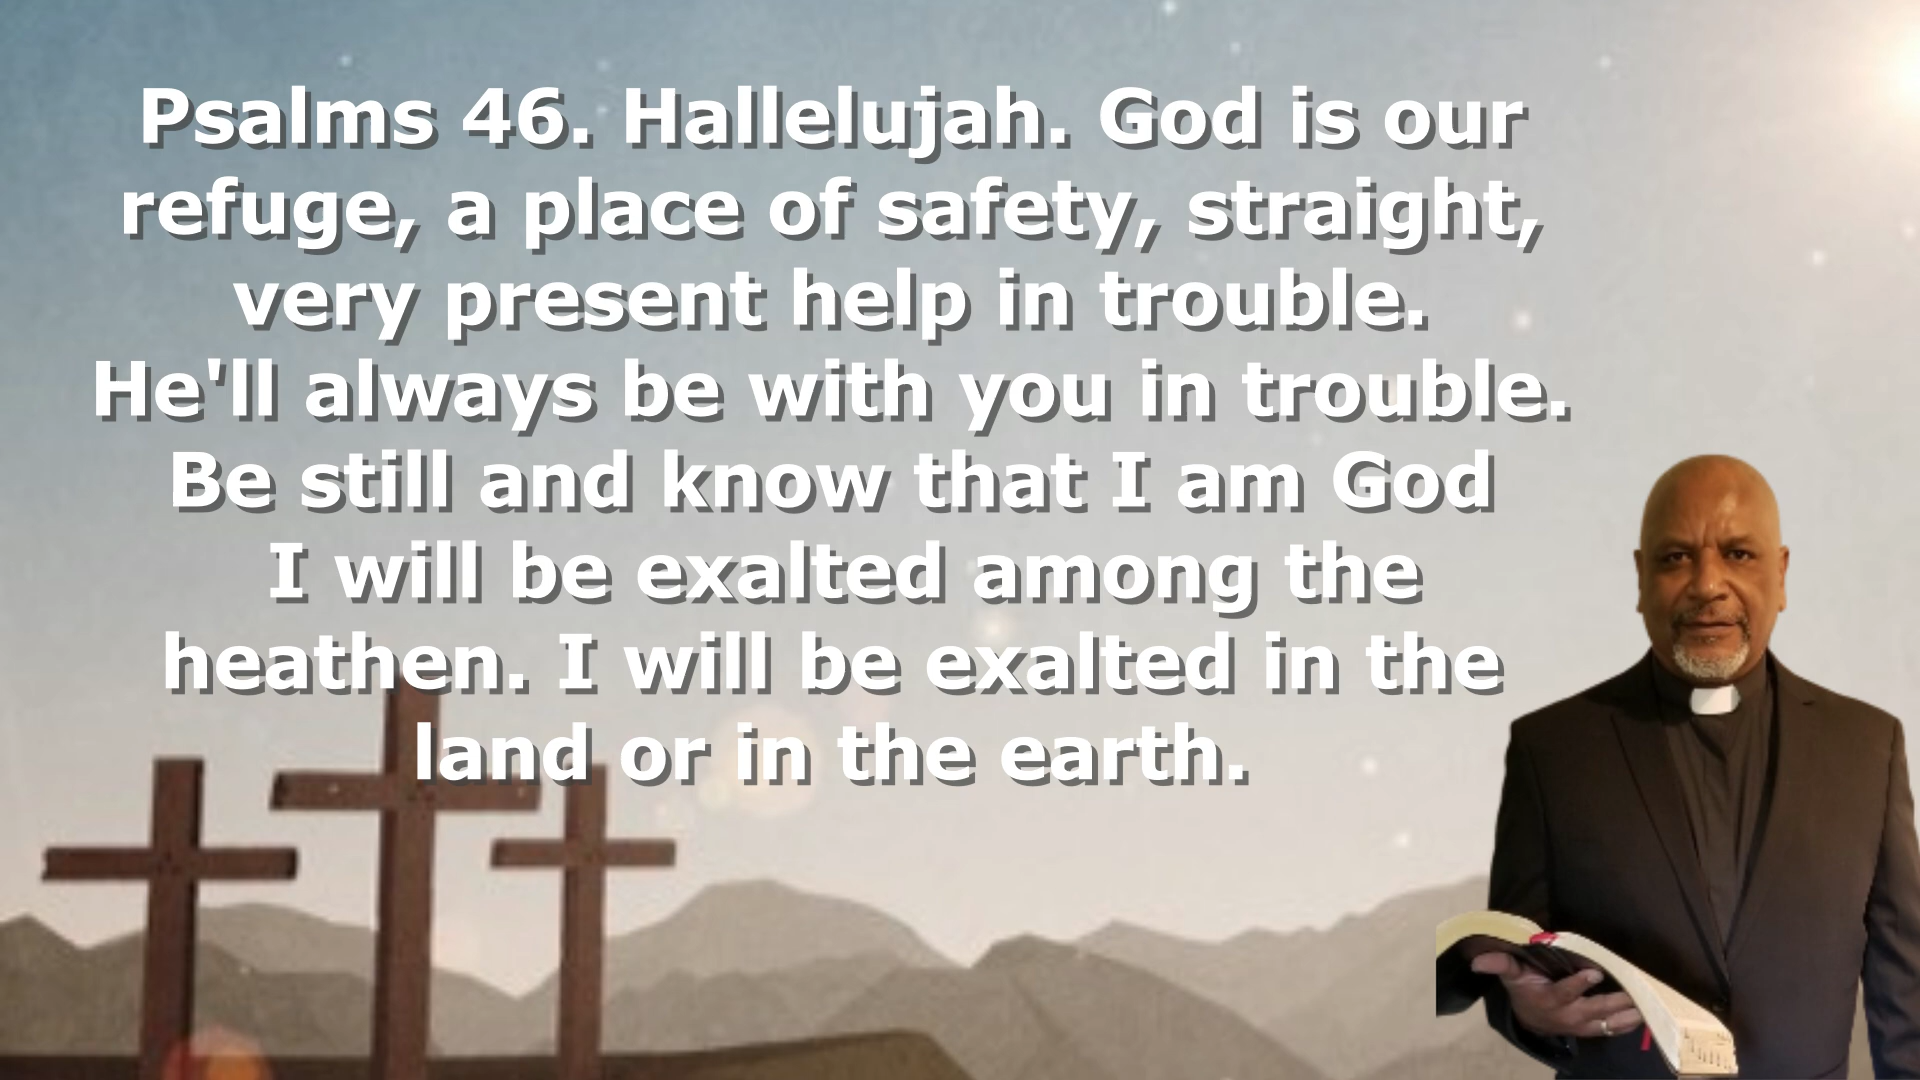 Psalms 46. Hallelujah. God is our
refuge, a place of safety, straight,
very present help in trouble.
He'll always be with you in trouble.
Be still and know that I am God
I will be exalted among the
heathen. I will be exalted in the
land or in the earth.